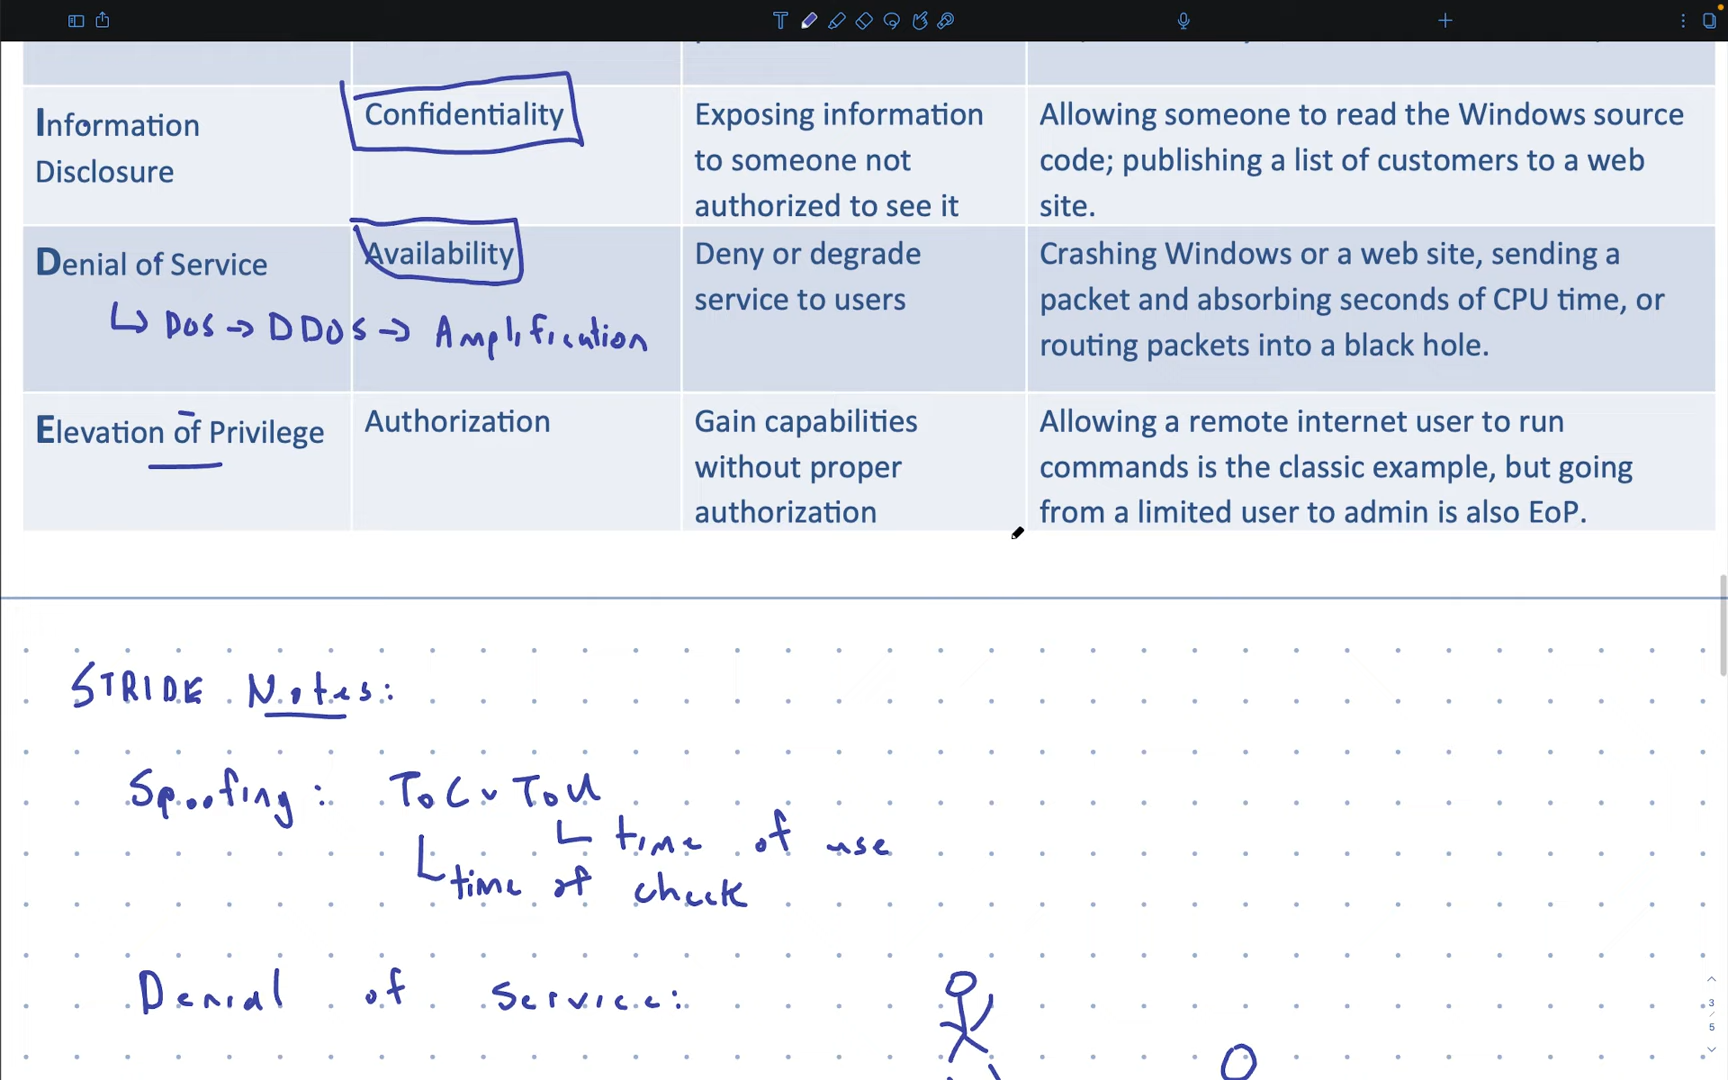 Information
Disclosure
Confidentiality
Exposing information
to someone not
authorized to see it
Allowing someone to read the Windows source
code; publishing a list of customers to a web
site.
Denial of Service
Availability
Deny or degrade
service to users
Crashing Windows or a web site, sending a
packet and absorbing seconds of CPU time, or
routing packets into a black hole.
↳ DOS → DDOS → Amplification
Elevation of Privilege
Authorization
Gain capabilities
without proper
authorization
Allowing a remote internet user to run
commands is the classic example, but going
from a limited user to admin is also EoP.
STRIDE Notes:
Spoofing: ToC v ToU
time of use
time of check
Denial of Service:
3
/
5